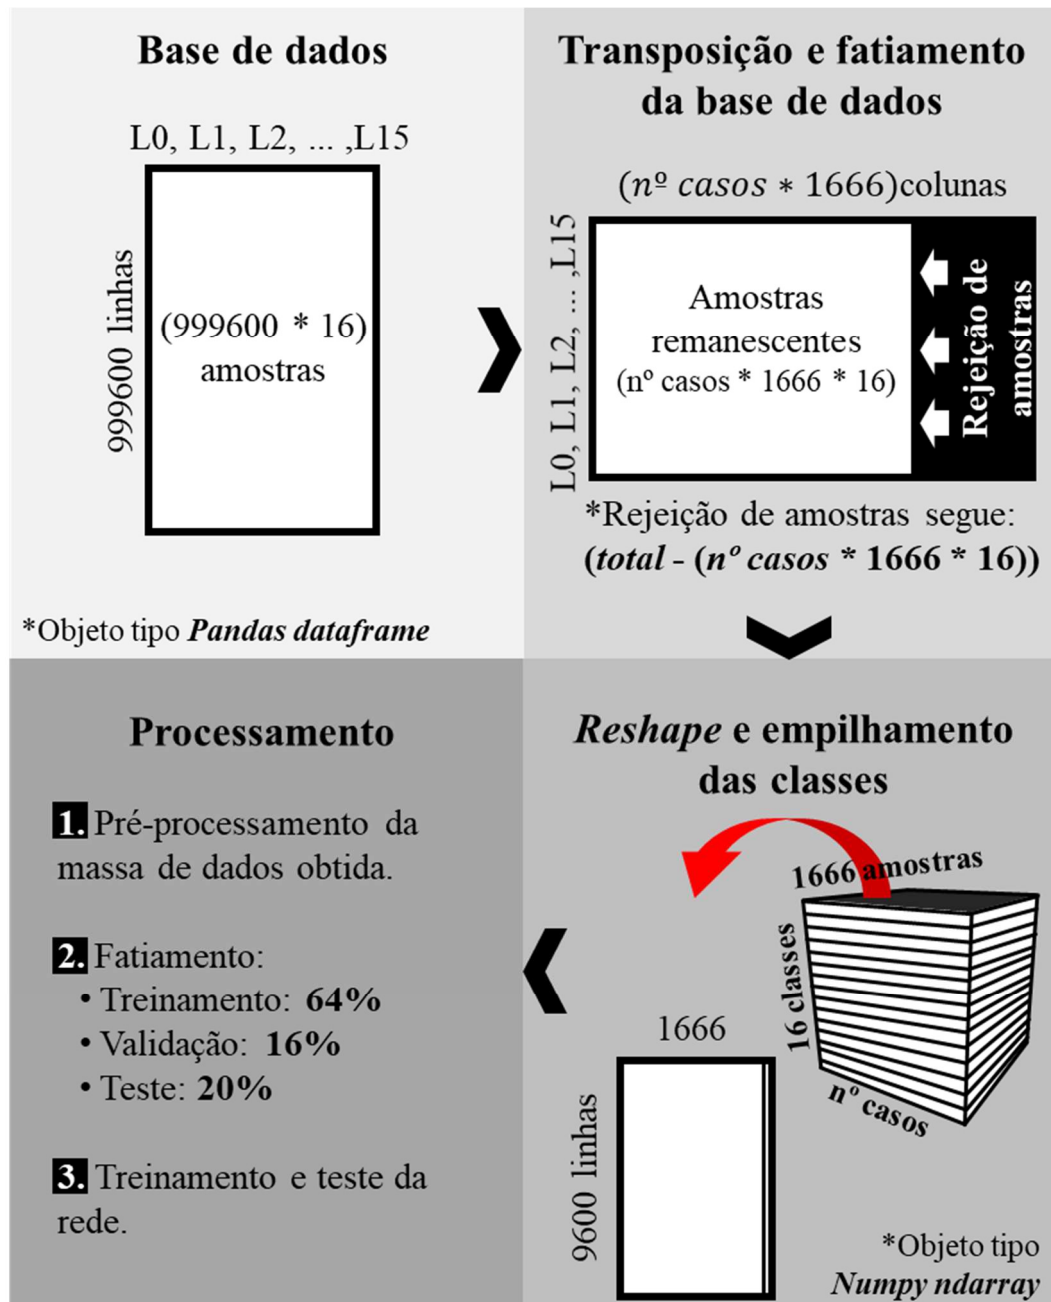 Base de dados
L0, L1, L2, ... ,L15
999600 linhas
(999600 * 16)
amostras
*Objeto tipo Pandas dataframe
Transposição e fatiamento
da base de dados
(nº casos ∗ 1666)colunas
L0, L1, L2, ... ,L15
Amostras
remanescentes
(nº casos * 1666 * 16)
Rejeição de
amostras
*Rejeição de amostras segue:
(total - (nº casos * 1666 * 16))
Reshape e empilhamento
das classes
1666 amostras
16 classes
nº casos
1666
9600 linhas
*Objeto tipo
Numpy ndarray
Processamento
1. Pré-processamento da
massa de dados obtida.
2. Fatiamento:
• Treinamento: 64%
• Validação: 16%
• Teste: 20%
3. Treinamento e teste da
rede.